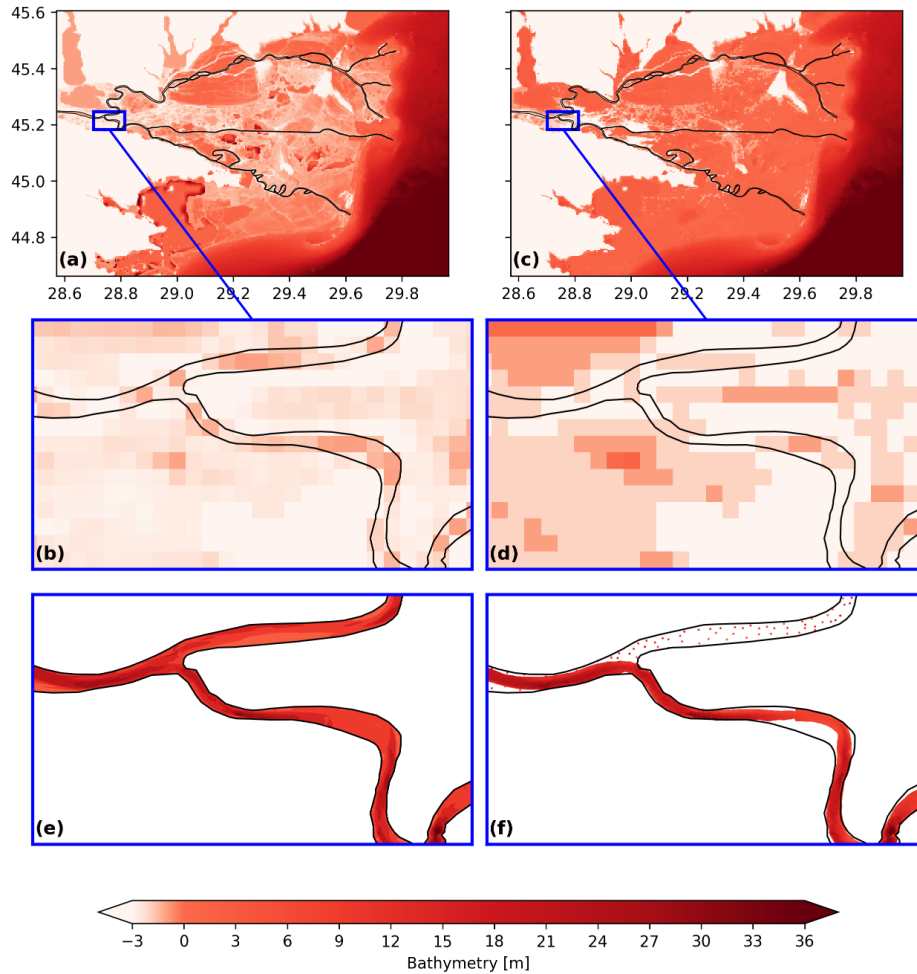 45.6
45.4
45.2
45.0
44.8
(a)
(c)
28.6 28.8 29.0 29.2 29.4 29.6 29.8
28.6 28.8 29.0 29.2 29.4 29.6 29.8
(b)
(d)
(e)
(f)
−3 0 3 6 9 12 15 18 21 24 27 30 33 36
Bathymetry [m]